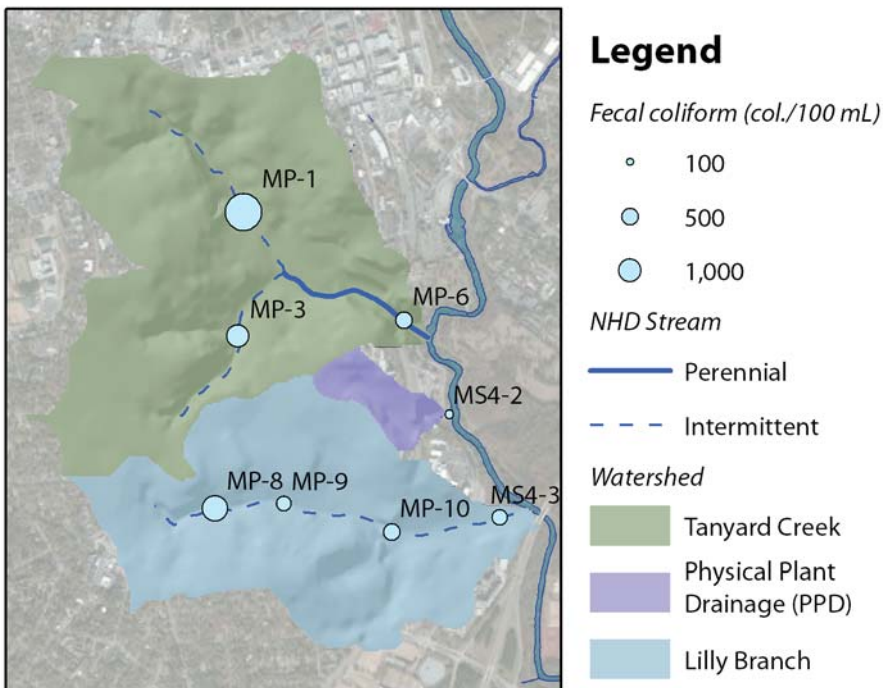 MP-1
MP-3
MP-6
MS4-2
MP-8
MP-9
MP-10
MS4-3
Legend
Fecal coliform (col./100 mL)
100
500
1,000
NHD Stream
Perennial
Intermittent
Watershed
Tanyard Creek
Physical Plant
Drainage (PPD)
Lilly Branch